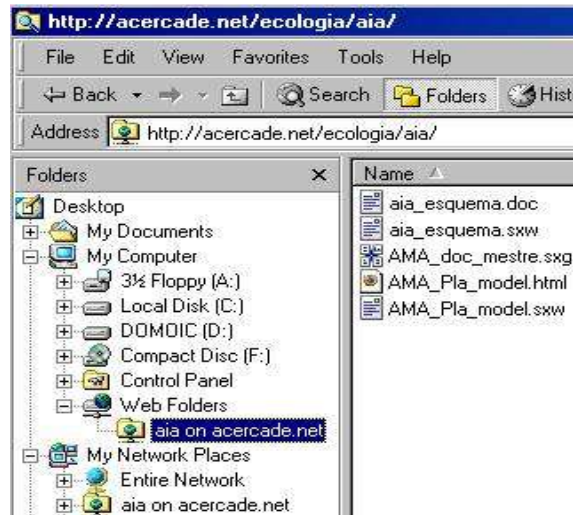 http://acercade.net/ecologia/aia/
File Edit View Favorites Tools Help
Back Search Folders Hist
Address http://acercade.net/ecologia/aia/
Folders
Desktop
My Documents
My Computer
3½ Floppy (A:)
Local Disk (C:)
DOMOIC (D:)
Compact Disc (F:)
Control Panel
Web Folders
aia on acercade.net
My Network Places
Entire Network
aia on acercade.net
Name
aia_esquema.doc
aia_esquema.sxw
AMA_doc_mestre.sxg
AMA_Pla_model.html
AMA_Pla_model.sxw